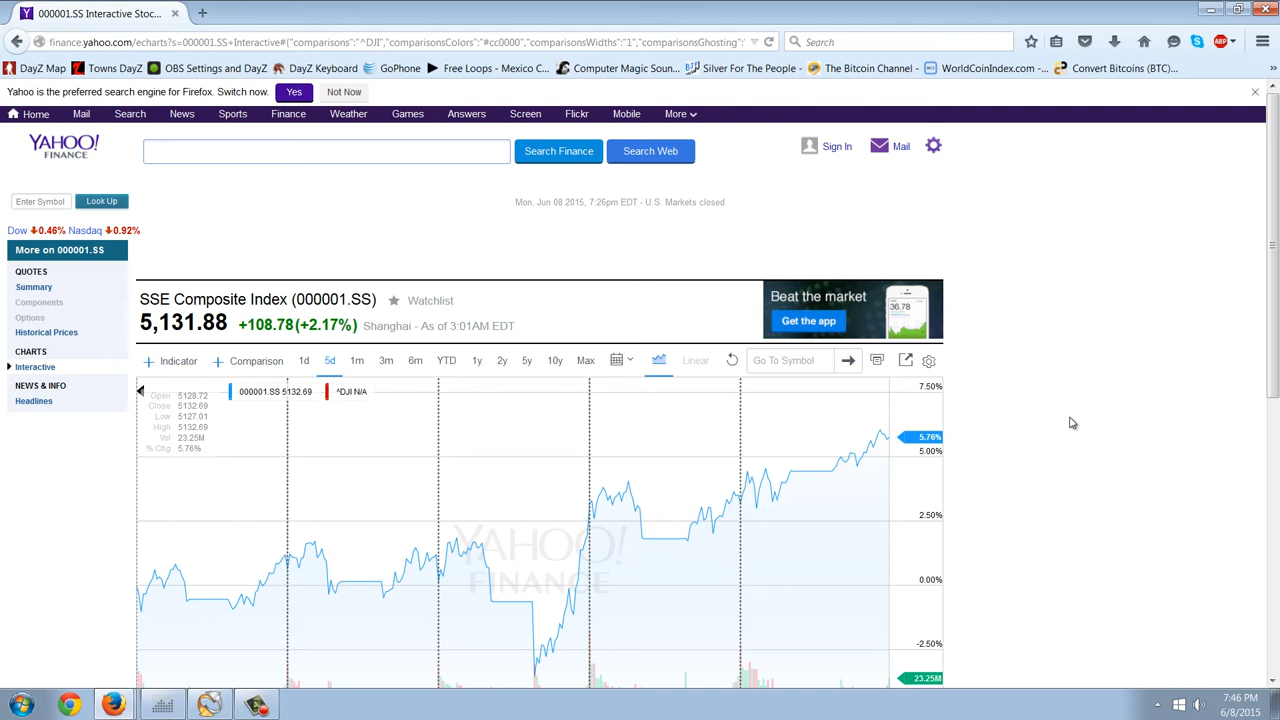 000001.SS Interactive Stoc...
finance.yahoo.com/echarts?s=000001.SS+Interactive#{"comparisons":"^DJI","comparisonsColors":"#cc0000","comparisonsWidths":"1","comparisonsGhosting":"
Search
DayZ Map Towns DayZ OBS Settings and DayZ DayZ Keyboard GoPhone Free Loops - Mexico C... Computer Magic Soun... Silver For The People - ... The Bitcoin Channel - ... WorldCoinIndex.com -... Convert Bitcoins (BTC)...
Yahoo is the preferred search engine for Firefox. Switch now. Yes Not Now
Home Mail Search News Sports Finance Weather Games Answers Screen Flickr Mobile More
YAHOO!
FINANCE
Search Finance Search Web Sign In Mail
Enter Symbol Look Up
Mon, Jun 08 2015, 7:26pm EDT - U.S. Markets closed
Dow 0.46% Nasdaq 0.92%
More on 000001.SS
QUOTES
Summary
Components
Options
Historical Prices
CHARTS
Interactive
NEWS & INFO
Headlines
SSE Composite Index (000001.SS) Watchlist
5,131.88 +108.78(+2.17%) Shanghai - As of 3:01AM EDT
Beat the market
Get the app
36.78
Indicator Comparison 1d 5d 1m 3m 6m YTD 1y 2y 5y 10y Max Linear Go To Symbol
000001.SS 5132.69 ^DJI N/A
Open 5128.72
Close 5132.69
Low 5127.01
High 5132.69
Vol 23.25M
% Chg 5.76%
7.50%
5.76%
5.00%
2.50%
0.00%
-2.50%
23.25M
YAHOO!
FINANCE
ABP
7:46 PM
6/8/2015